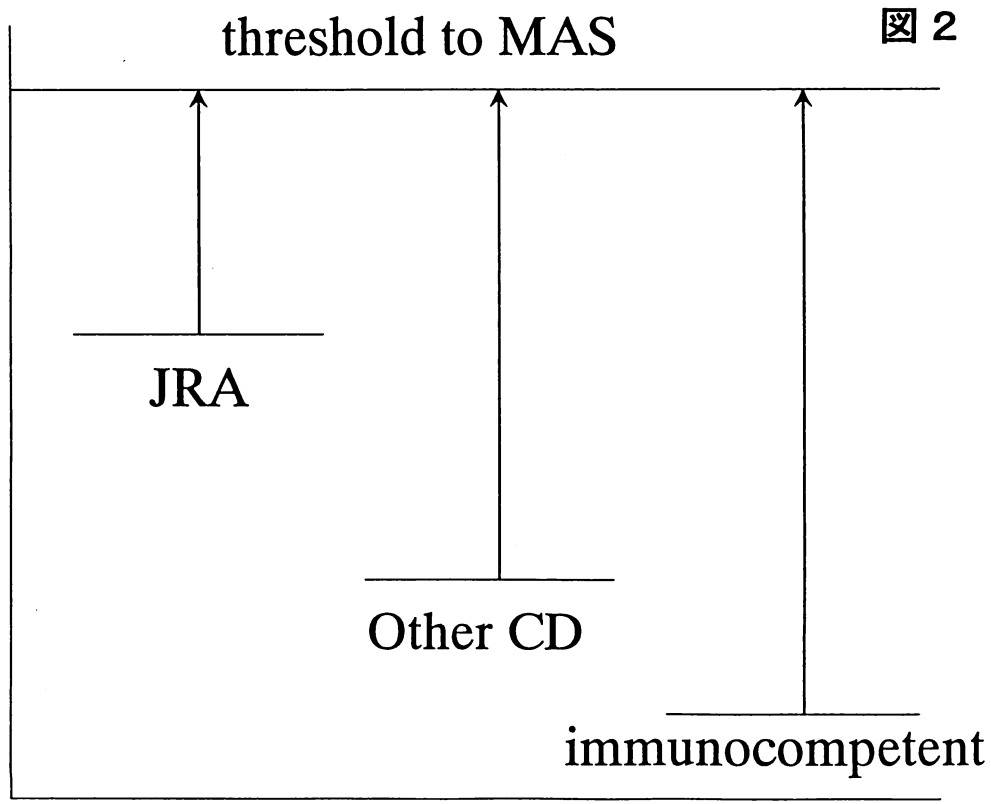 threshold to MAS
図 2
JRA
Other CD
immunocompetent